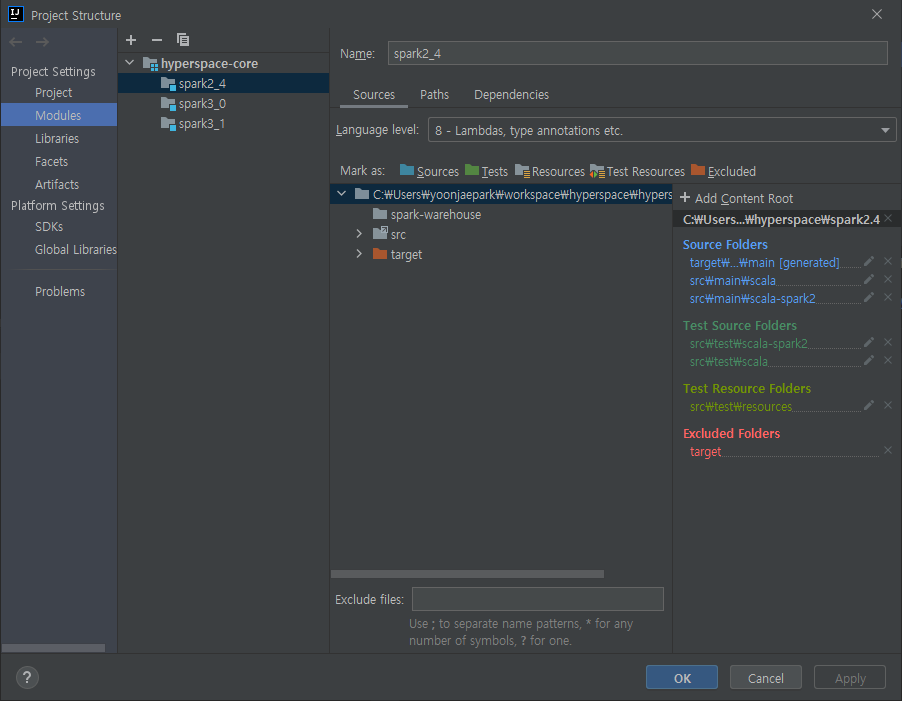 IJ Project Structure
Project Settings
Project
Modules
Libraries
Facets
Artifacts
Platform Settings
SDKs
Global Libraries
Problems
hyperspace-core
spark2_4
spark3_0
spark3_1
Name: spark2_4
Sources Paths Dependencies
Language level: 8 - Lambdas, type annotations etc.
Mark as: Sources Tests Resources Test Resources Excluded
C:₩Users₩yoonjaepark₩workspace₩hyperspace₩hypers
spark-warehouse
src
target
Exclude files:
Use ; to separate name patterns, * for any
number of symbols, ? for one.
+ Add Content Root
C:₩Users...₩hyperspace₩spark2.4
Source Folders
target₩...₩main [generated]
src₩main₩scala
src₩main₩scala-spark2
Test Source Folders
src₩test₩scala-spark2
src₩test₩scala
Test Resource Folders
src₩test₩resources
Excluded Folders
target
?
OK Cancel Apply